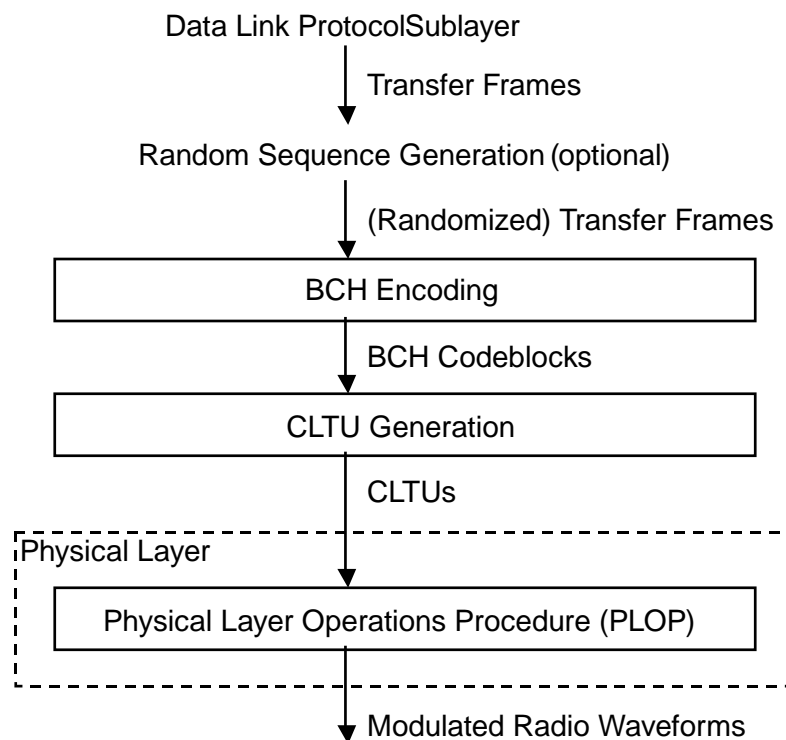 Data Link ProtocolSublayer
Transfer Frames
Random Sequence Generation (optional)
(Randomized) Transfer Frames
BCH Encoding
BCH Codeblocks
CLTU Generation
CLTUs
Physical Layer
Physical Layer Operations Procedure (PLOP)
Modulated Radio Waveforms